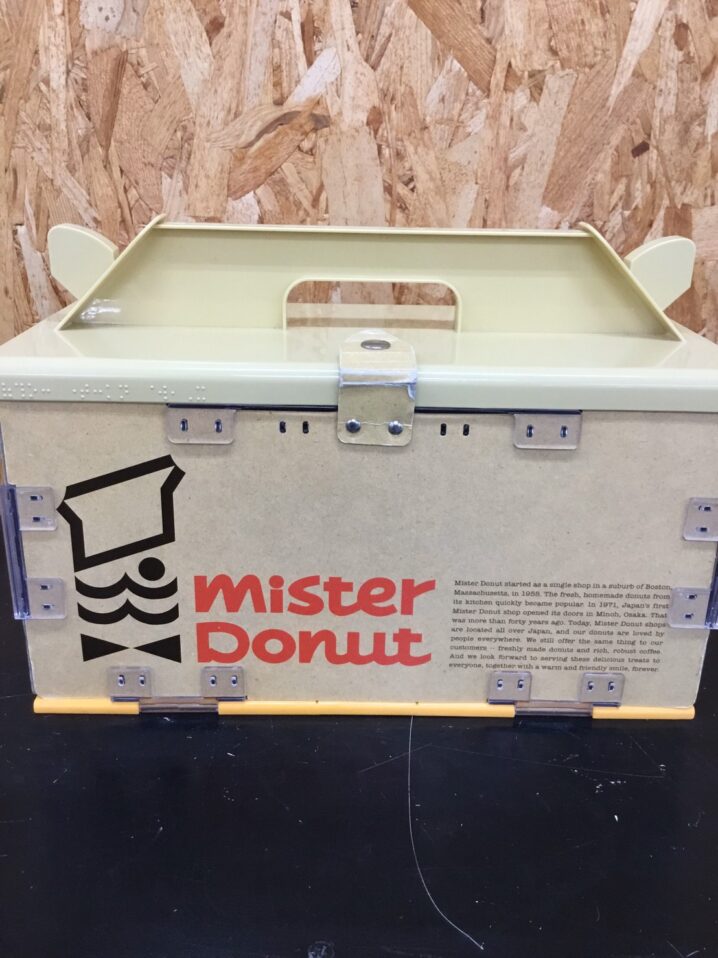 Mister
Donut
Mister Donut started as a single shop in a suburb of Boston,
Massachusetts, in 1955. The fresh, homemade donuts from
its kitchen quickly became popular. In 1971, Japan's first
Mister Donut shop opened its doors in Minoh, Osaka. That
was more than forty years ago. Today, Mister Donut shops
are located all over Japan, and our donuts are loved by
people everywhere. We still offer the same thing to our
customers -- freshly made donuts and rich, robust coffee.
And we look forward to serving these delicious treats to
everyone, together with a warm and friendly smile, forever.